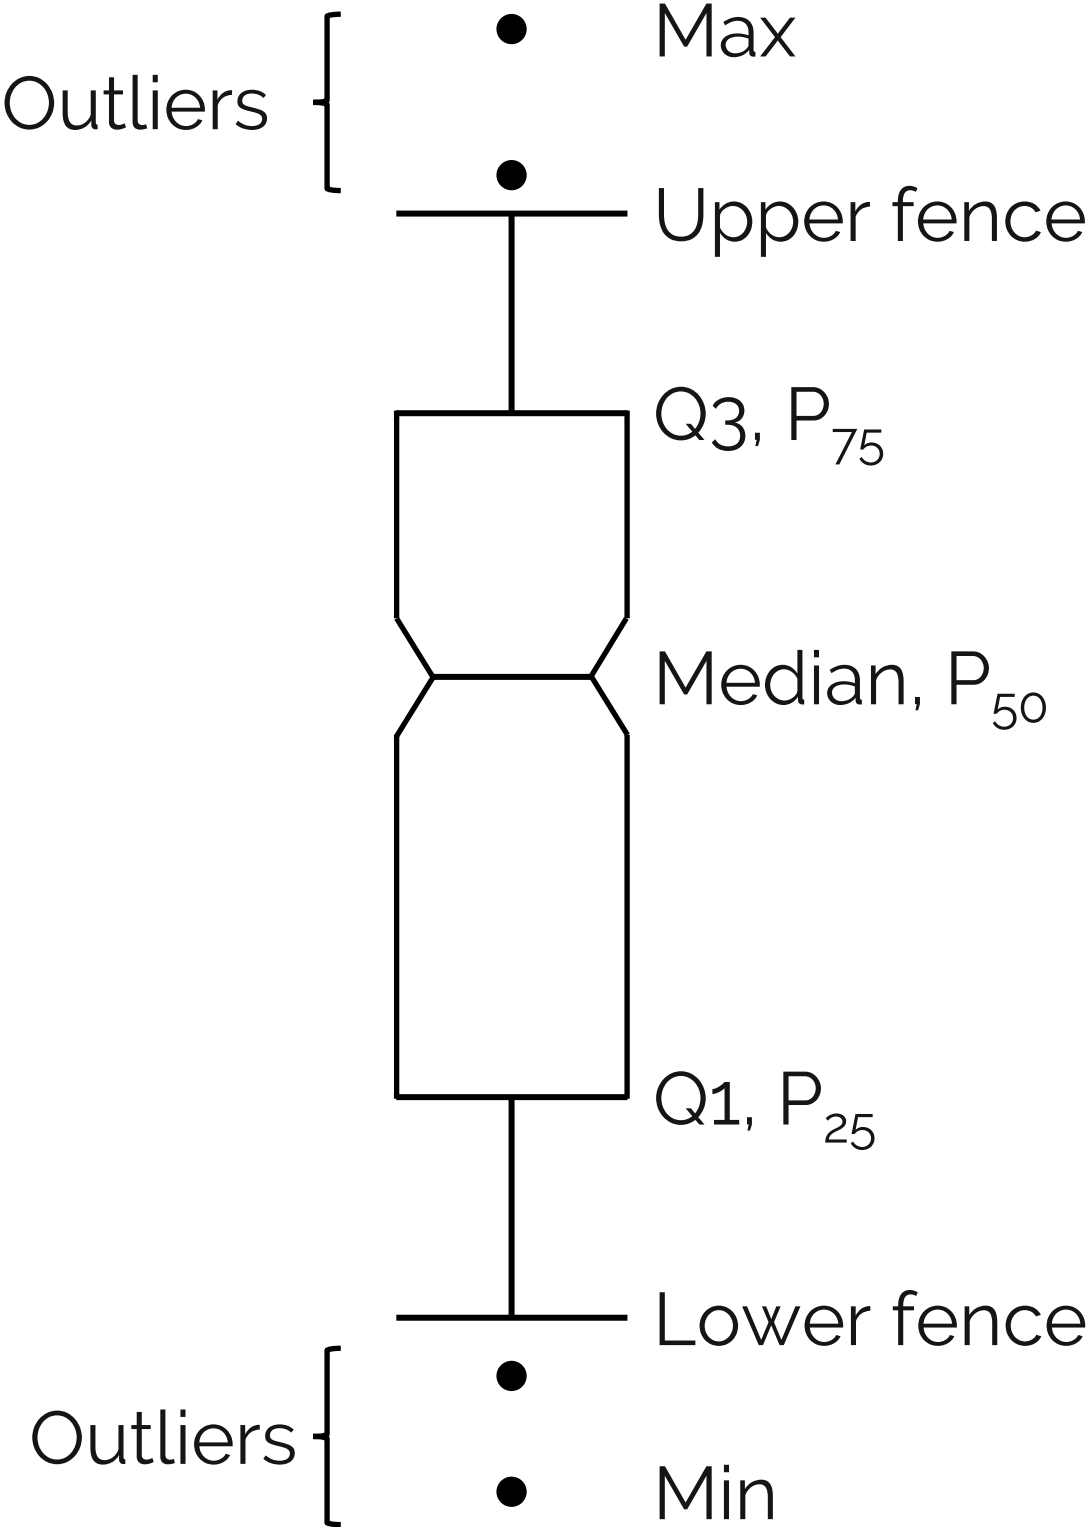 Max
Outliers
Upper fence
Q3, P75
Median, P50
Q1, P25
Lower fence
Outliers
Min